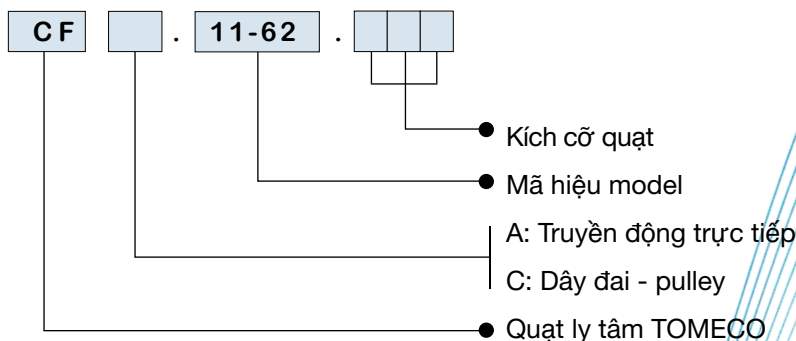 CF . 11-62 .
Kích cỡ quạt
Mã hiệu model
A: Truyền động trực tiếp
C: Dây đai - pulley
Quạt ly tâm TOMECO